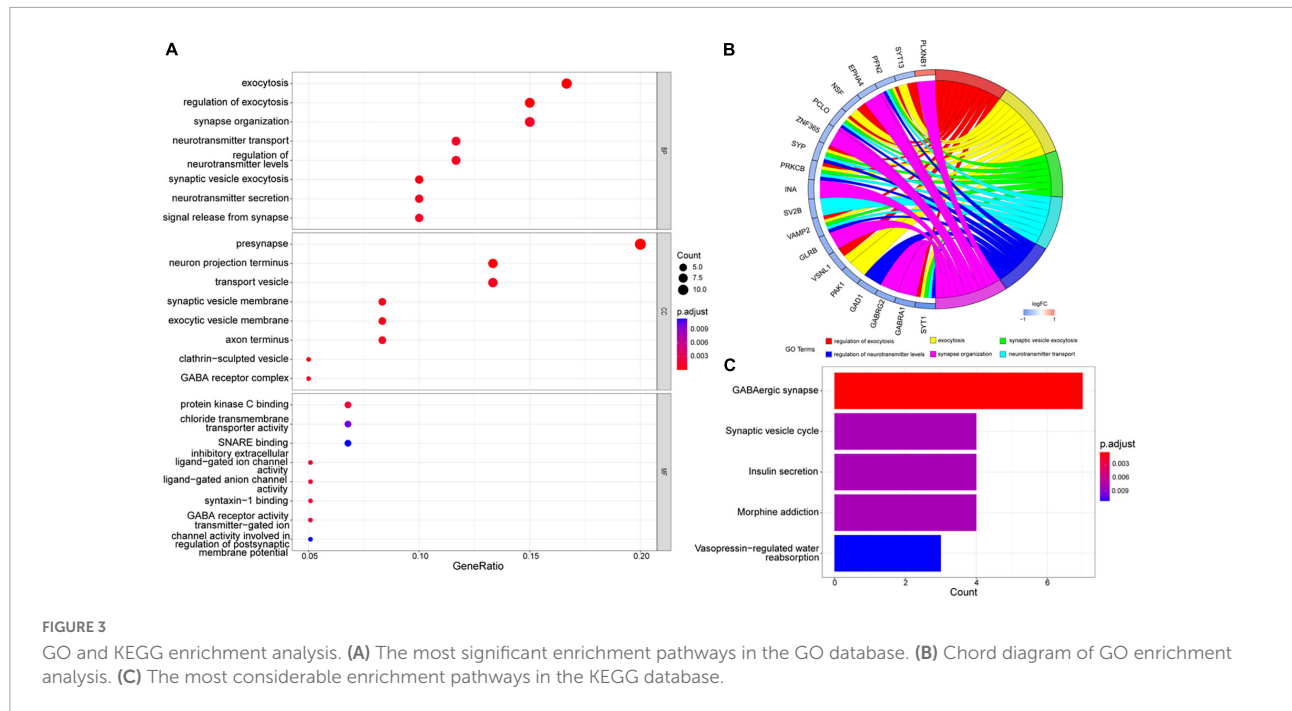 A
exocytosis
regulation of exocytosis
synapse organization
neurotransmitter transport
regulation of
neurotransmitter levels
synaptic vesicle exocytosis
neurotransmitter secretion
signal release from synapse
BP
presynapse
neuron projection terminus
transport vesicle
synaptic vesicle membrane
exocytic vesicle membrane
axon terminus
clathrin−sculpted vesicle
GABA receptor complex
CC
protein kinase C binding
chloride transmembrane
transporter activity
SNARE binding
inhibitory extracellular
ligand−gated ion channel
activity
ligand−gated anion channel
activity
syntaxin−1 binding
GABA receptor activity
transmitter−gated ion
channel activity involved in
regulation of postsynaptic
membrane potential
MF
0.05 0.10 0.15 0.20
GeneRatio
Count
5.0
7.5
10.0
p.adjust
0.009
0.006
0.003
B
PLXNB1
SYT13
PFN2
EPHA4
NSF
PCLO
ZNF365
SYP
PRKCB
INA
SV2B
VAMP2
GLRB
VSNL1
PAK1
GAD1
GABRG2
GABRA1
SYT1
logFC
−1 1
GO Terms
regulation of exocytosis exocytosis synaptic vesicle exocytosis
regulation of neurotransmitter levels synapse organization neurotransmitter transport
C
GABAergic synapse
Synaptic vesicle cycle
Insulin secretion
Morphine addiction
Vasopressin−regulated water
reabsorption
0 2 4 6
Count
p.adjust
0.003
0.006
0.009
FIGURE 3
GO and KEGG enrichment analysis. (A) The most significant enrichment pathways in the GO database. (B) Chord diagram of GO enrichment
analysis. (C) The most considerable enrichment pathways in the KEGG database.